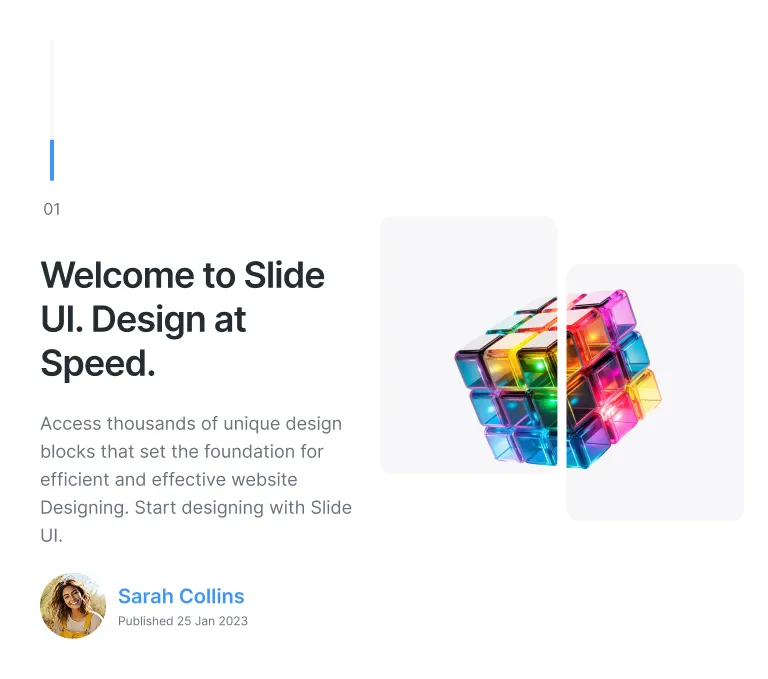 01
Welcome to Slide
UI. Design at
Speed.
Access thousands of unique design
blocks that set the foundation for
efficient and effective website
Designing. Start designing with Slide
UI.
Sarah Collins
Published 25 Jan 2023